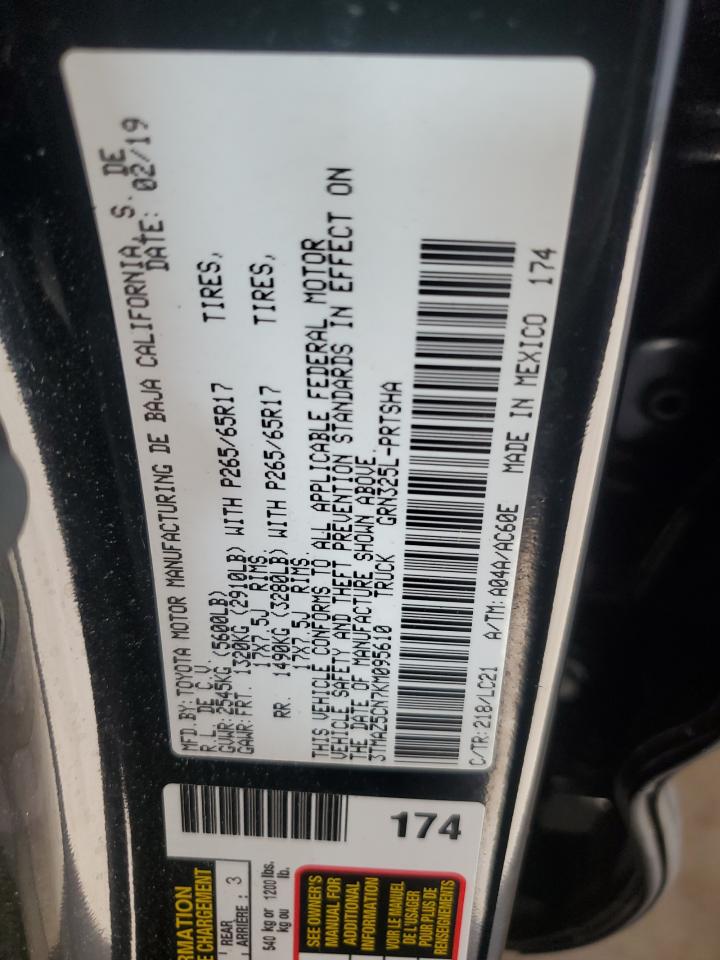 MFD.BY:TOYOTA MOTOR MANUFACTURING DE BAJA CALIFORNIA, S. DE
R.L. DE C.V. DATE: 02/19
GVWR:2545KG(5600LB)
GAWR:FRT. 1320KG (2910LB) WITH P265/65R17 TIRES,
17X7.5J RIMS.
RR. 1490KG (3280LB) WITH P265/65R17 TIRES,
17X7.5J RIMS.
THIS VEHICLE CONFORMS TO ALL APPLICABLE FEDERAL MOTOR
VEHICLE SAFETY AND THEFT PREVENTION STANDARDS IN EFFECT ON
THE DATE OF MANUFACTURE SHOWN ABOVE.
3TMAZ5CN7KM095610 TRUCK GRN325L-PRTSHA
C/TR:218/LC21 A/TM:A04A/AC60E MADE IN MEXICO 174
174
REAR
ARRIÈRE : 3
540 kg or 1200 lbs.
kg ou lb.
SEE OWNER'S
MANUAL FOR
ADDITIONAL
INFORMATION
VOIR LE MANUEL
DE L'USAGER
POUR PLUS DE
RENSEIGNEMENTS